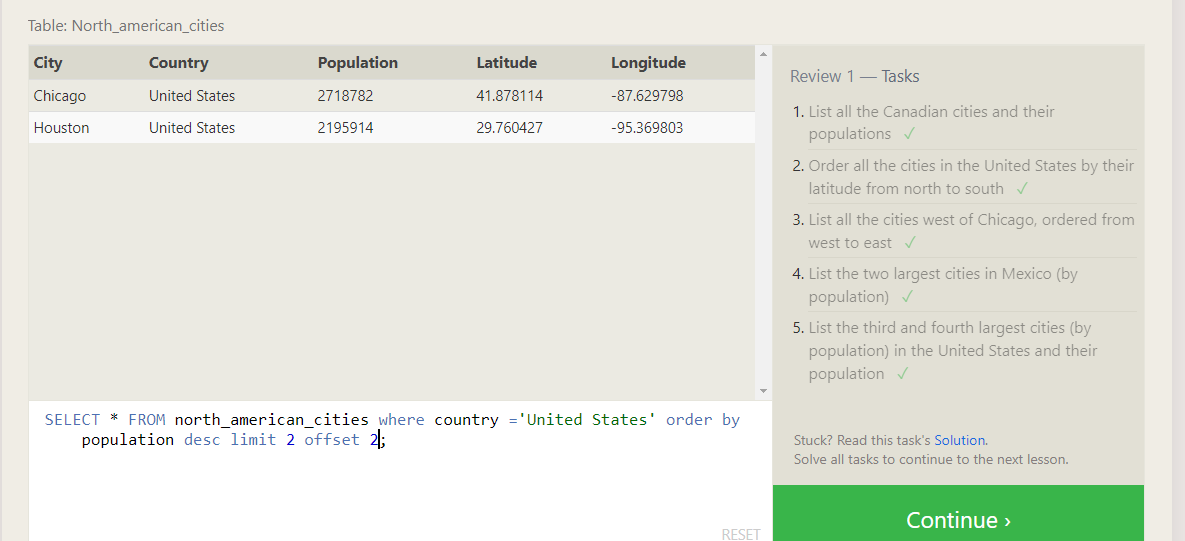 Table: North_american_cities
City Country Population Latitude Longitude
Chicago United States 2718782 41.878114 -87.629798
Houston United States 2195914 29.760427 -95.369803
SELECT * FROM north_american_cities where country ='United States' order by
population desc limit 2 offset 2;
RESET
Review 1 — Tasks
1. List all the Canadian cities and their
populations ✓
2. Order all the cities in the United States by their
latitude from north to south ✓
3. List all the cities west of Chicago, ordered from
west to east ✓
4. List the two largest cities in Mexico (by
population) ✓
5. List the third and fourth largest cities (by
population) in the United States and their
population ✓
Stuck? Read this task's Solution.
Solve all tasks to continue to the next lesson.
Continue ›